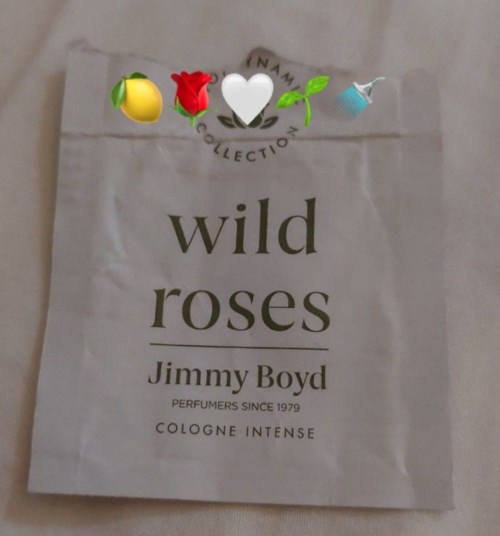 COLLECTION
wild
roses
Jimmy Boyd
PERFUMERS SINCE 1979
COLOGNE INTENSE